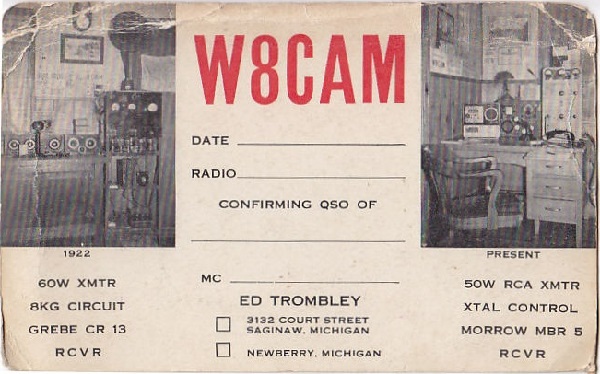 W8CAM
DATE
RADIO
CONFIRMING QSO OF
MC
ED TROMBLEY
3132 COURT STREET
SAGINAW, MICHIGAN
NEWBERRY, MICHIGAN
1922
60W XMTR
8KG CIRCUIT
GREBE CR 13
RCVR
PRESENT
50W RCA XMTR
XTAL CONTROL
MORROW MBR 5
RCVR